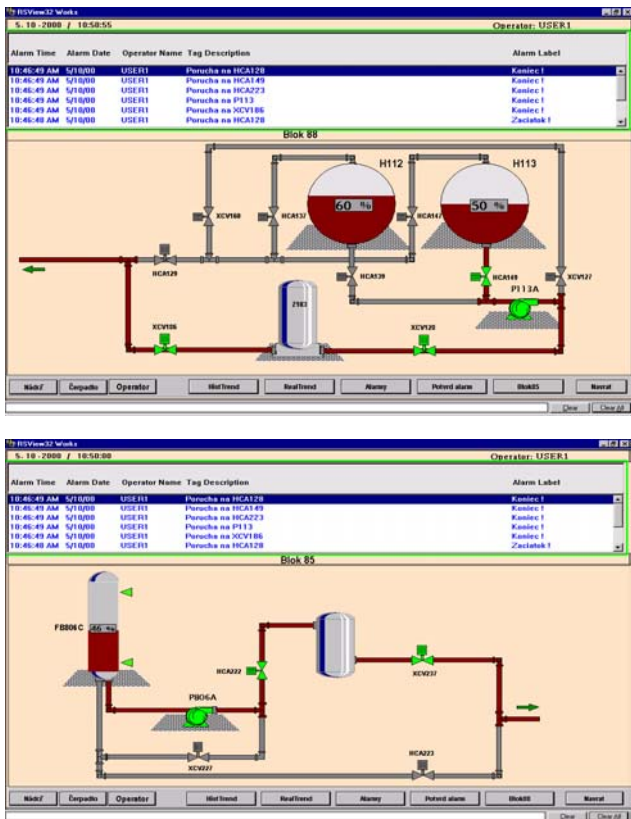 RSView32 Works
5. 10 -2000 / 10:50:55 Operator: USER1
Alarm Time Alarm Date Operator Name Tag Description Alarm Label
10:46:49 AM 5/10/00 USER1 Porucha na HCA128 Koniec !
10:46:49 AM 5/10/00 USER1 Porucha na HCA149 Koniec !
10:46:49 AM 5/10/00 USER1 Porucha na HCA223 Koniec !
10:46:49 AM 5/10/00 USER1 Porucha na P113 Koniec !
10:46:49 AM 5/10/00 USER1 Porucha na XCV186 Koniec !
10:46:48 AM 5/10/00 USER1 Porucha na HCA128 Zaciatok !
Blok 88
H112 H113
60 % 50 %
XCV160 HCA137 HCA147
HCA129 HCA139 HCA149 XCV127
P113A
2103
XCV186 XCV128
Nádrž Čerpadlo Operator HistTrend RealTrend Alarmy Potvrd alarm Blok85 Navrat
Clear Clear All
RSView32 Works
5. 10 -2000 / 10:50:00 Operator: USER1
Alarm Time Alarm Date Operator Name Tag Description Alarm Label
10:46:49 AM 5/10/00 USER1 Porucha na HCA128 Koniec !
10:46:49 AM 5/10/00 USER1 Porucha na HCA149 Koniec !
10:46:49 AM 5/10/00 USER1 Porucha na HCA223 Koniec !
10:46:49 AM 5/10/00 USER1 Porucha na P113 Koniec !
10:46:49 AM 5/10/00 USER1 Porucha na XCV186 Koniec !
10:46:48 AM 5/10/00 USER1 Porucha na HCA128 Zaciatok !
Blok 85
FB806C 46 %
HCA222 XCV237
P806A
XCV227 HCA223
Nádrž Čerpadlo Operator HistTrend RealTrend Alarmy Potvrd alarm Blok88 Navrat
Clear Clear All